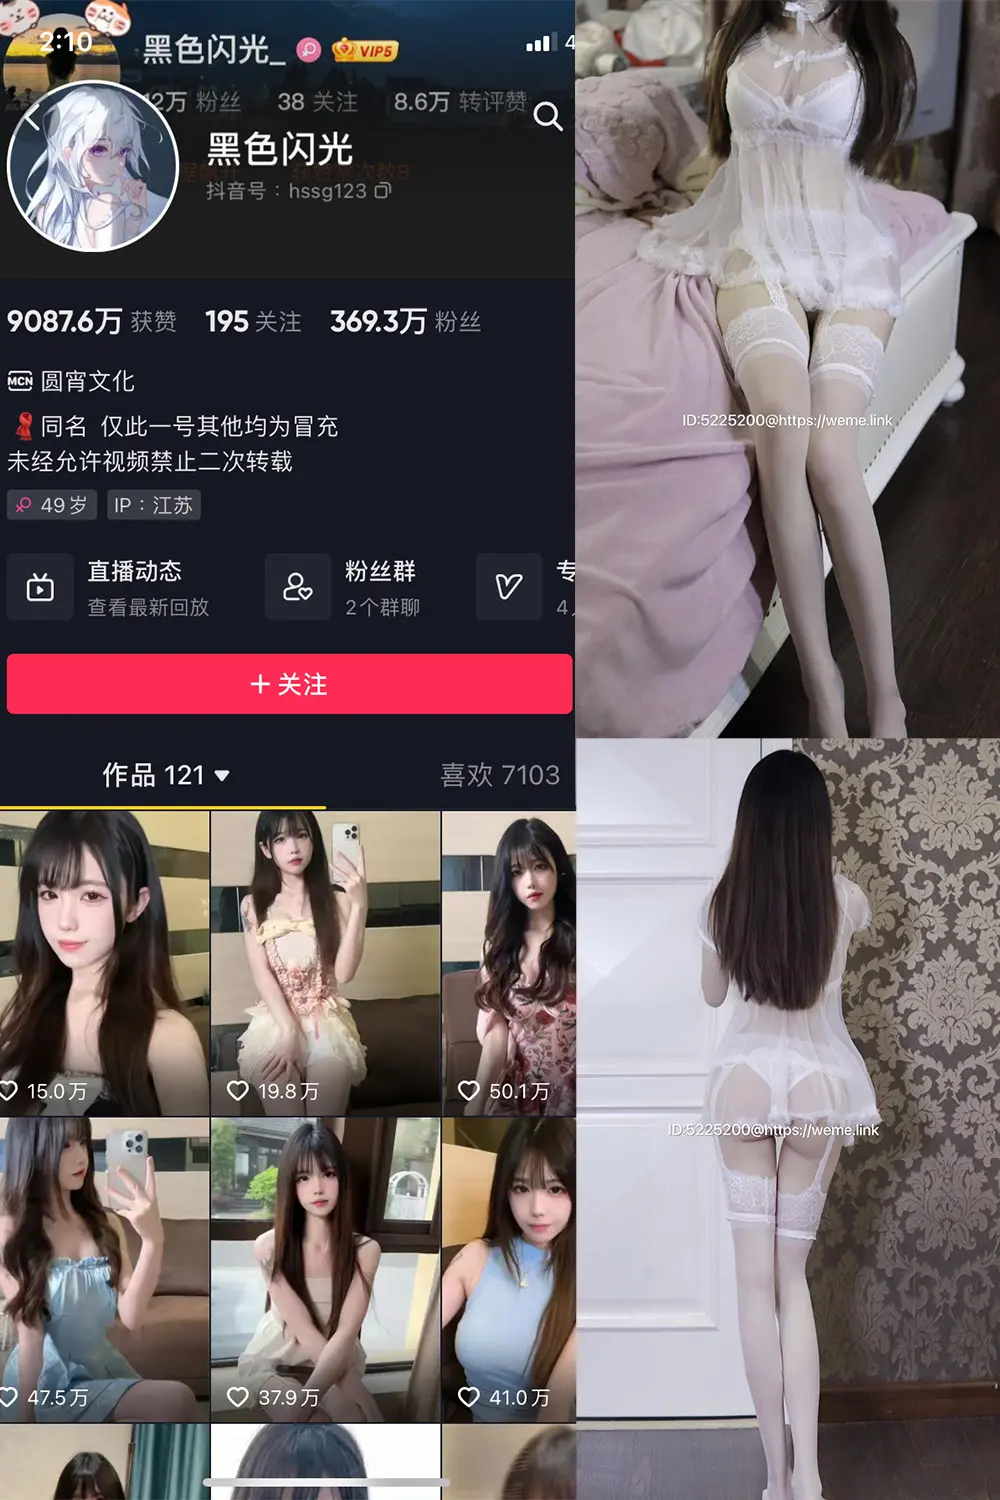 2:10
黑色闪光_
VIP5
4
12万 粉丝 38 关注 8.6万 转评赞
黑色闪光
抖音号：hssg123
9087.6万 获赞 195 关注 369.3万 粉丝
MCN 圆宵文化
同名 仅此一号其他均为冒充
未经允许视频禁止二次转载
49岁 IP：江苏
直播动态
查看最新回放
粉丝群
2个群聊
专
4
+ 关注
作品 121
喜欢 7103
15.0万
19.8万
50.1万
47.5万
37.9万
41.0万
ID:5225200@https://weme.link
ID:5225200@https://weme.link